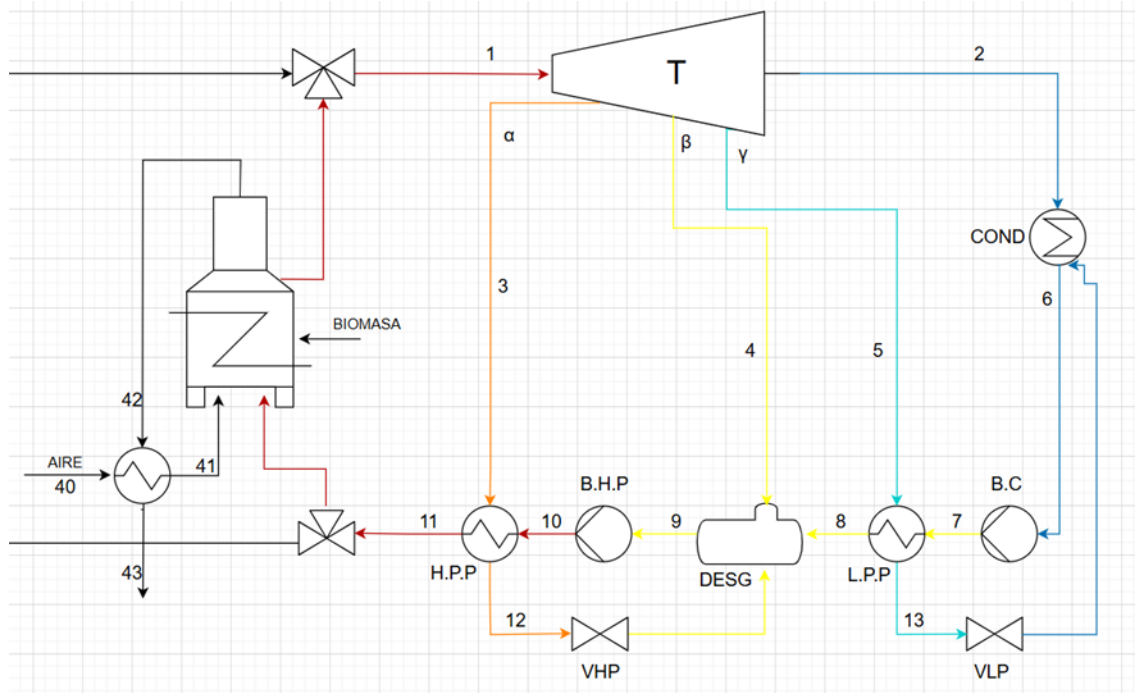 1
T
2
α
β
γ
COND
3
6
BIOMASA
4
5
42
AIRE
41
40
B.H.P
B.C
11
10
9
8
7
43
H.P.P
DESG
L.P.P
12
13
VHP
VLP